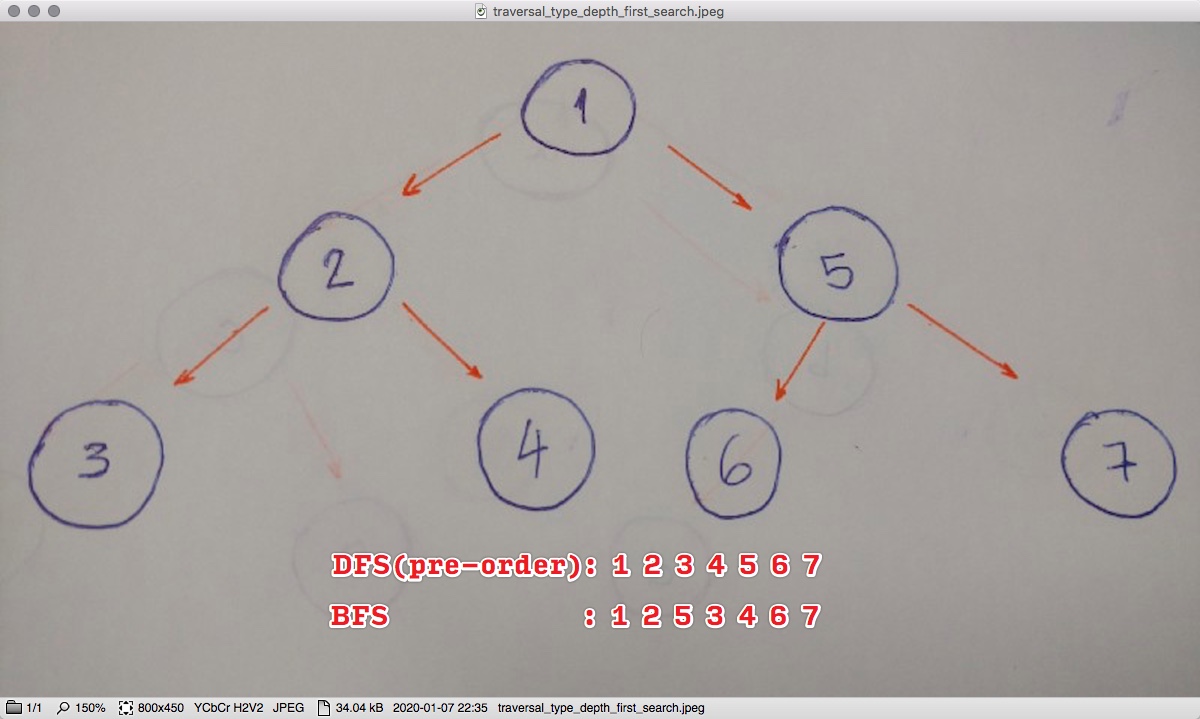 traversal_type_depth_first_search.jpeg
1
2
5
3
4
6
7
DFS(pre-order): 1 2 3 4 5 6 7
BFS : 1 2 5 3 4 6 7
1/1 150% 800x450 YCbCr H2V2 JPEG 34.04 kB 2020-01-07 22:35 traversal_type_depth_first_search.jpeg